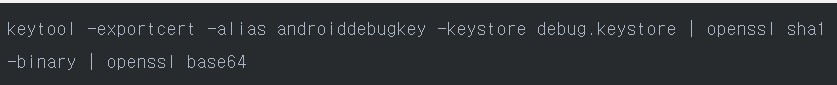 keytool -exportcert -alias androiddebugkey -keystore debug.keystore | openssl sha1
-binary | openssl base64